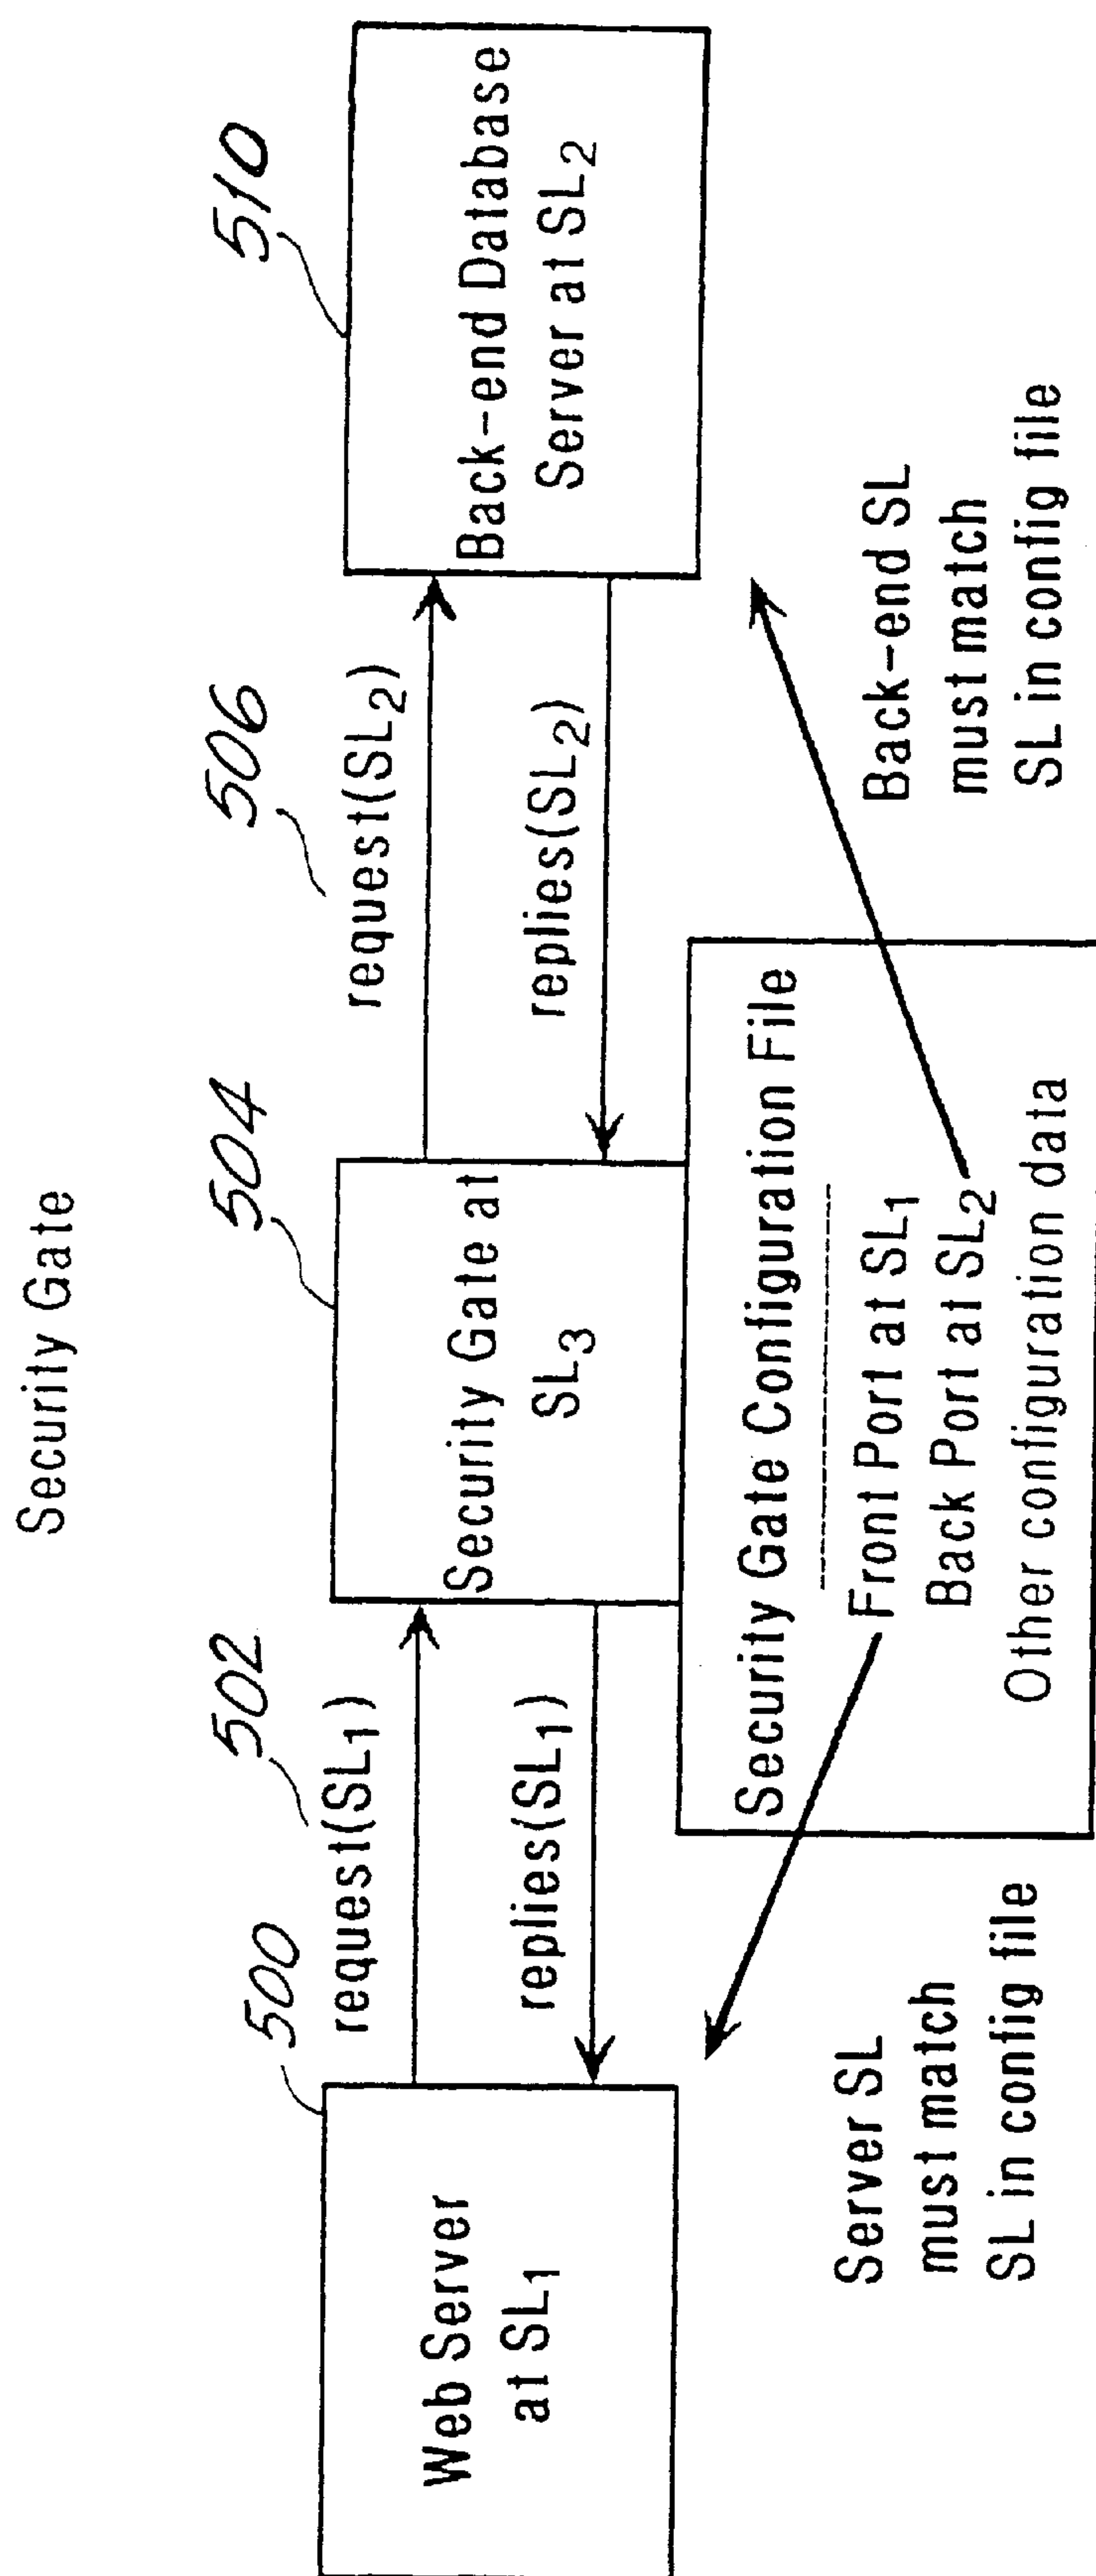 Security Gate
500
502
504
506
510
Web Server
at SL1
request(SL1)
replies(SL1)
Security Gate at
SL3
request(SL2)
replies(SL2)
Back-end Database
Server at SL2
Security Gate Configuration File
Front Port at SL1
Back Port at SL2
Other configuration data
Server SL
must match
SL in config file
Back-end SL
must match
SL in config file